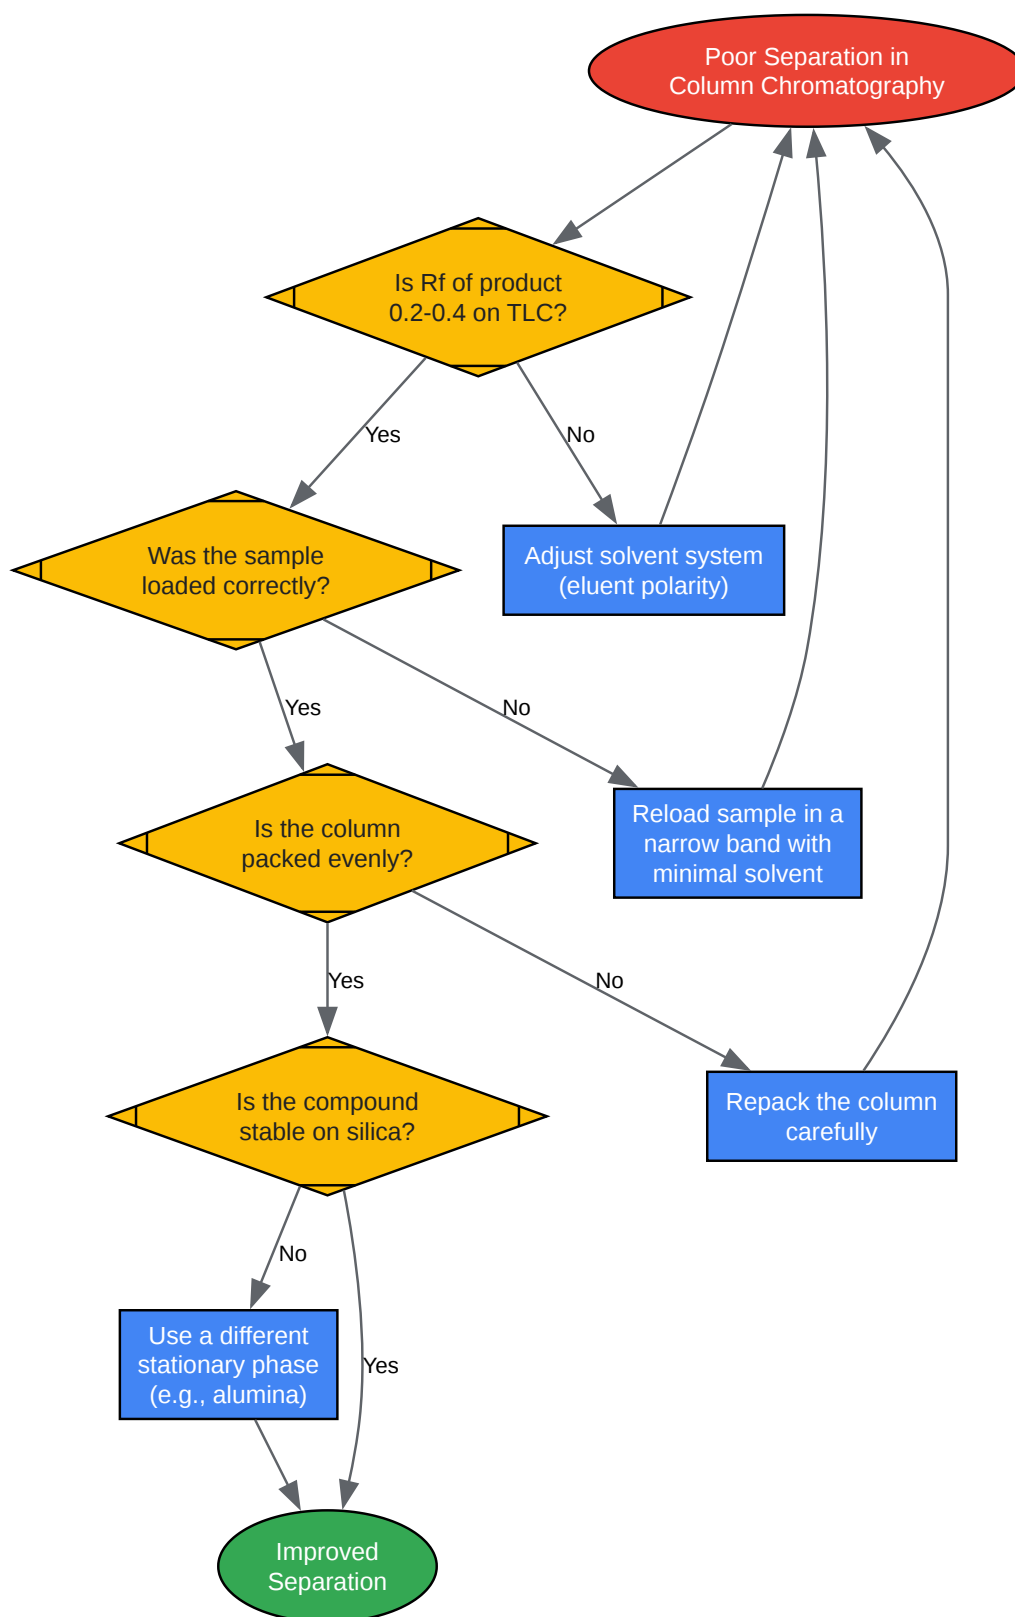 Poor Separation in
Column Chromatography
Is Rf of product
0.2-0.4 on TLC?
Yes
No
Was the sample
loaded correctly?
Adjust solvent system
(eluent polarity)
Yes
No
Is the column
packed evenly?
Reload sample in a
narrow band with
minimal solvent
Yes
No
Is the compound
stable on silica?
Repack the column
carefully
No
Use a different
stationary phase
(e.g., alumina)
Yes
Improved
Separation